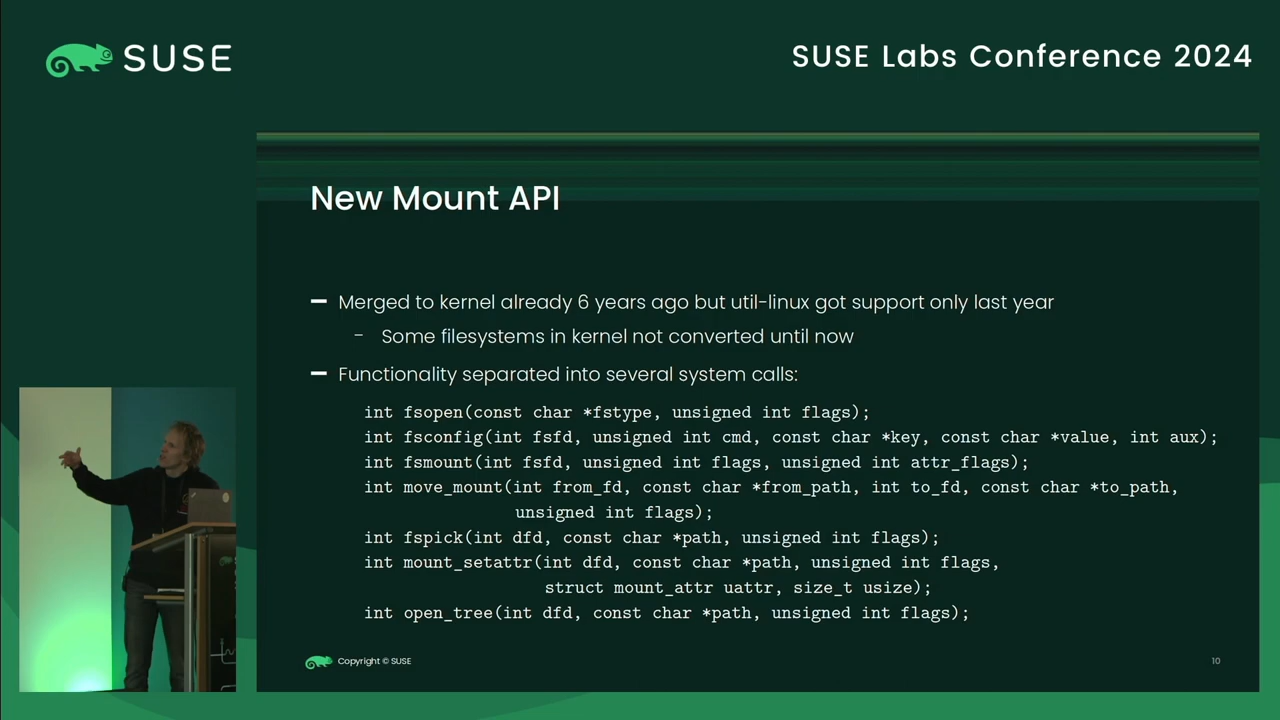 SUSE
SUSE Labs Conference 2024
New Mount API
– Merged to kernel already 6 years ago but util-linux got support only last year
– Some filesystems in kernel not converted until now
– Functionality separated into several system calls:
int fsopen(const char *fstype, unsigned int flags);
int fsconfig(int fsfd, unsigned int cmd, const char *key, const char *value, int aux);
int fsmount(int fsfd, unsigned int flags, unsigned int attr_flags);
int move_mount(int from_fd, const char *from_path, int to_fd, const char *to_path,
unsigned int flags);
int fspick(int dfd, const char *path, unsigned int flags);
int mount_setattr(int dfd, const char *path, unsigned int flags,
struct mount_attr uattr, size_t usize);
int open_tree(int dfd, const char *path, unsigned int flags);
Copyright © SUSE
10